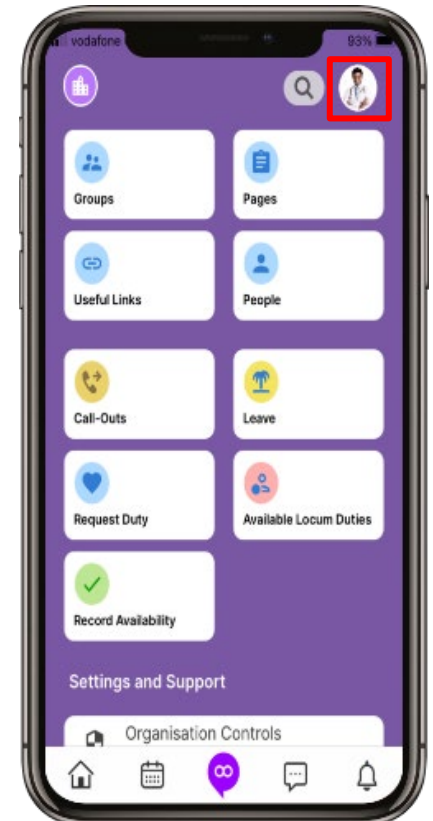 vodafone 93%
Groups Pages
Useful Links People
Call-Outs Leave
Request Duty Available Locum Duties
Record Availability
Settings and Support
Organisation Controls